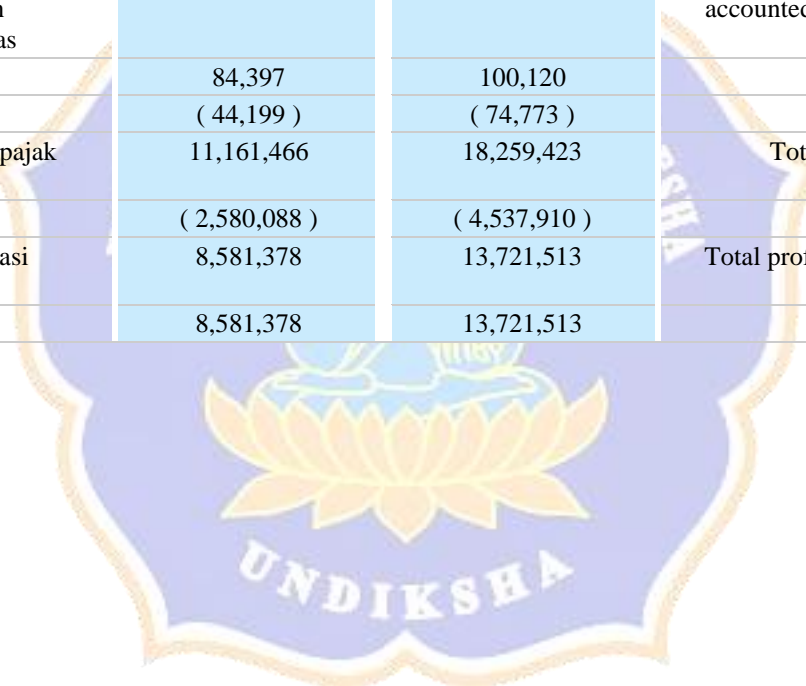 accounted
as
84,397 100,120
( 44,199 ) ( 74,773 )
pajak 11,161,466 18,259,423 Tot
( 2,580,088 ) ( 4,537,910 )
asi 8,581,378 13,721,513 Total prof
8,581,378 13,721,513
UNDIKSHA